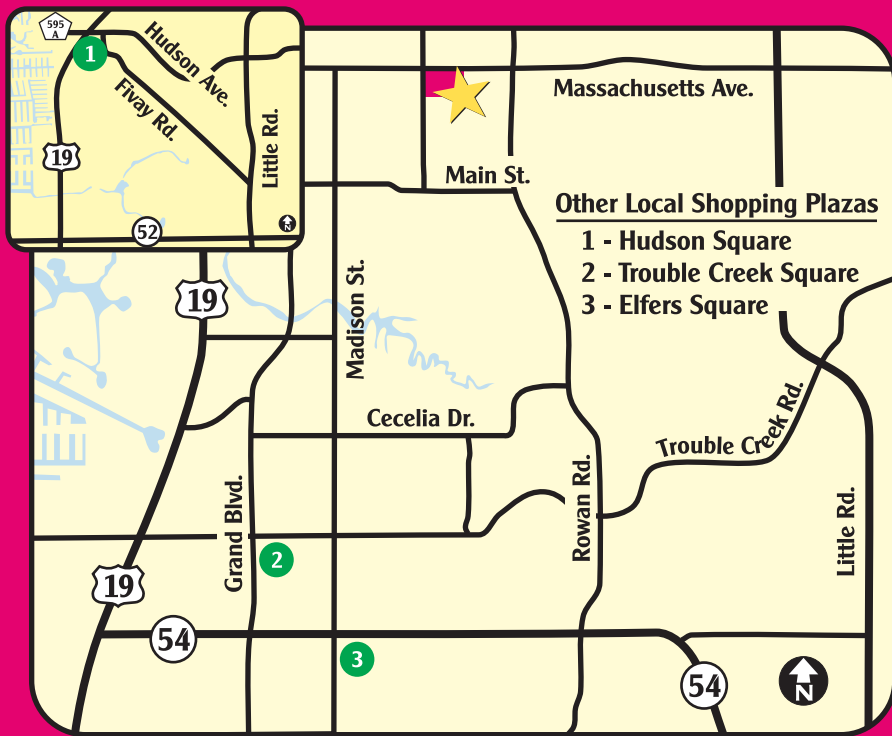 595
A
1
Hudson Ave.
Fivay Rd.
Little Rd.
19
52
N
Massachusetts Ave.
Main St.
Other Local Shopping Plazas
1 - Hudson Square
2 - Trouble Creek Square
3 - Elfers Square
19
Madison St.
Cecelia Dr.
Trouble Creek Rd.
Rowan Rd.
Grand Blvd.
Little Rd.
2
19
54
3
54
N